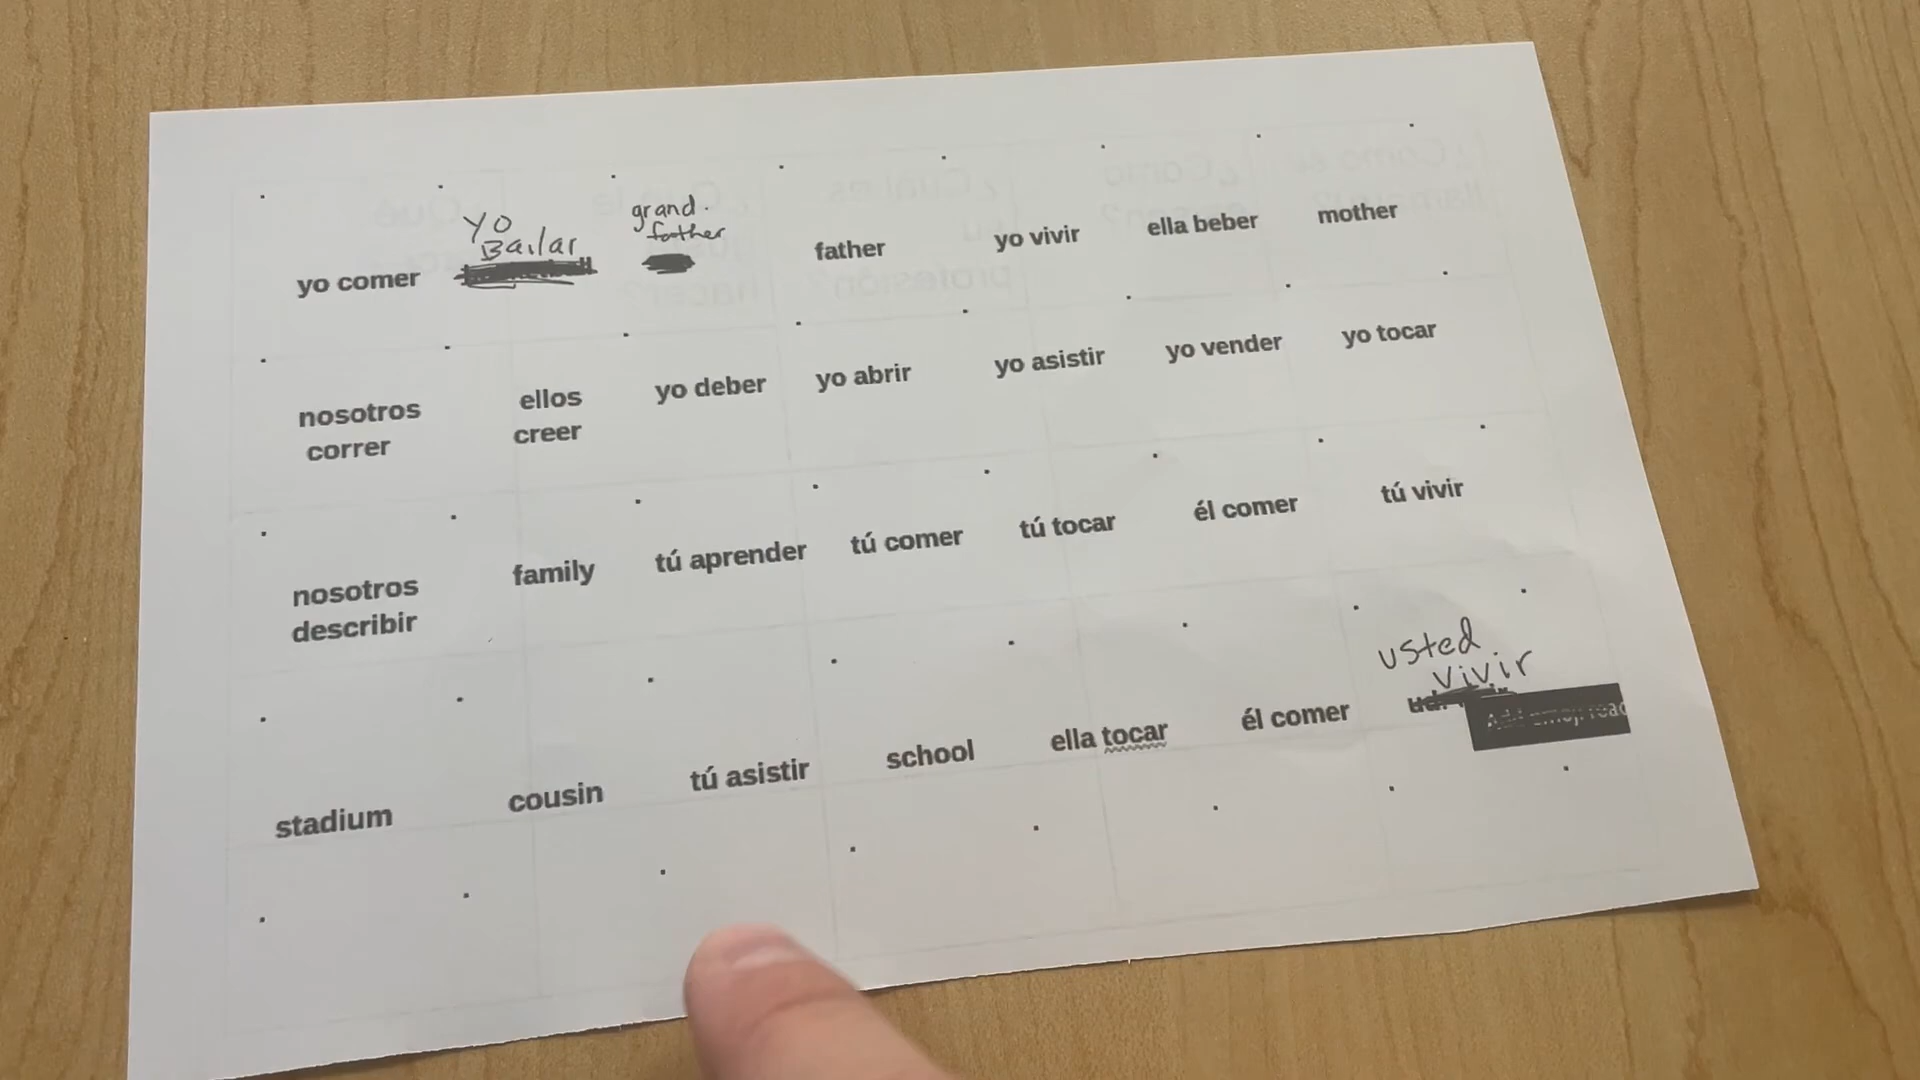 yo comer
yo
Bailar
grand.
father
father
yo vivir
ella beber
mother
nosotros
correr
ellos
creer
yo deber
yo abrir
yo asistir
yo vender
yo tocar
nosotros
describir
family
tú aprender
tú comer
tú tocar
él comer
tú vivir
stadium
cousin
tú asistir
school
ella tocar
él comer
usted
vivir